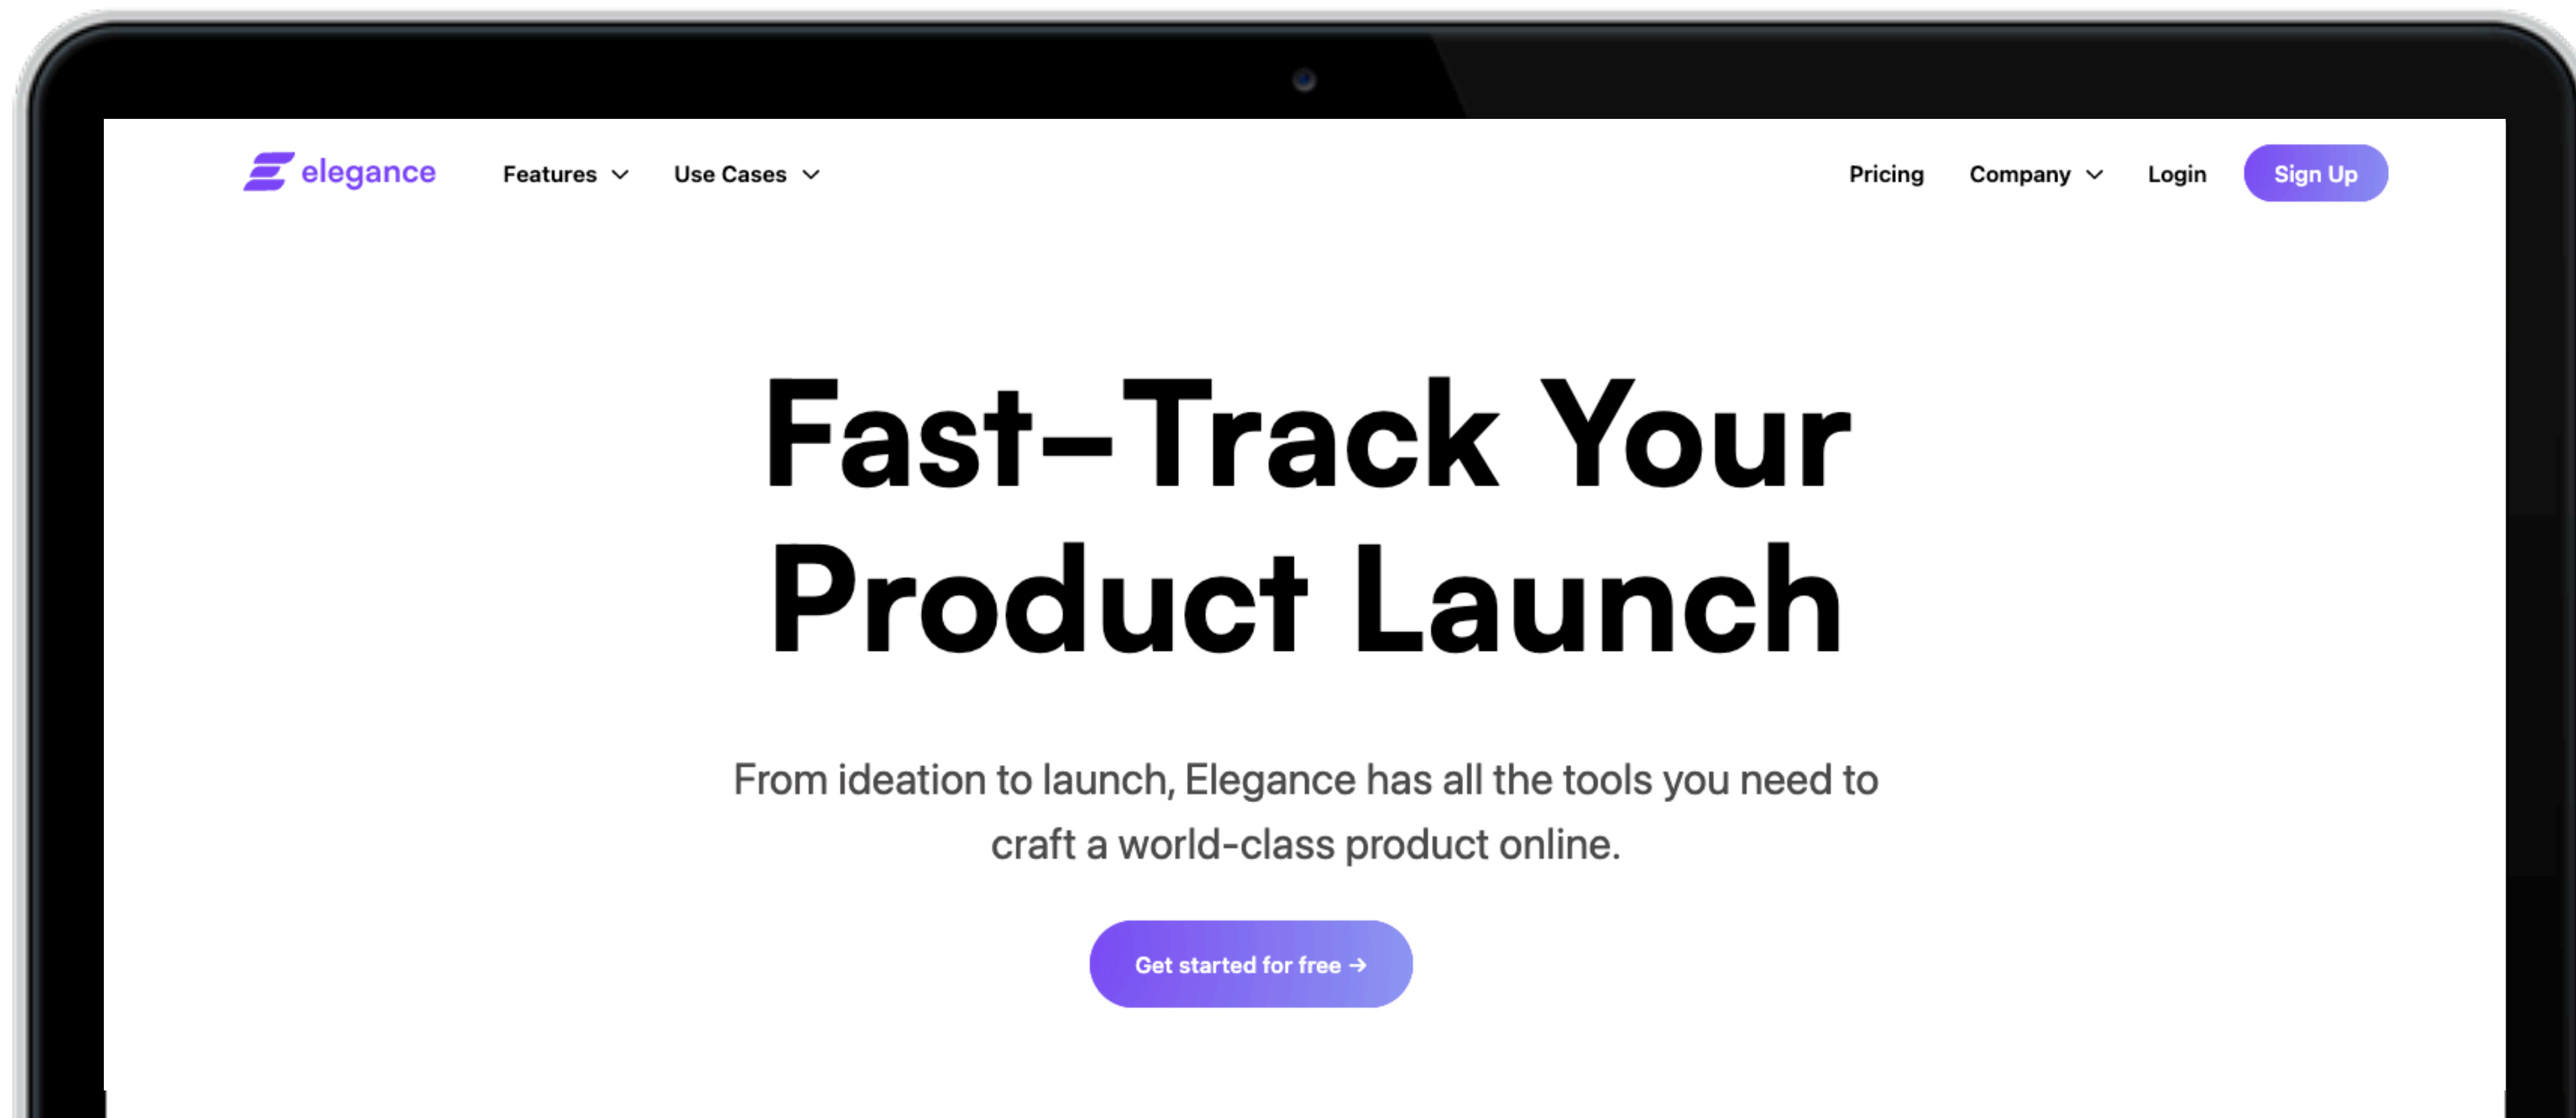 elegance
Features
Use Cases
Pricing
Company
Login
Sign Up
Fast-Track Your
Product Launch
From ideation to launch, Elegance has all the tools you need to
craft a world-class product online.
Get started for free →